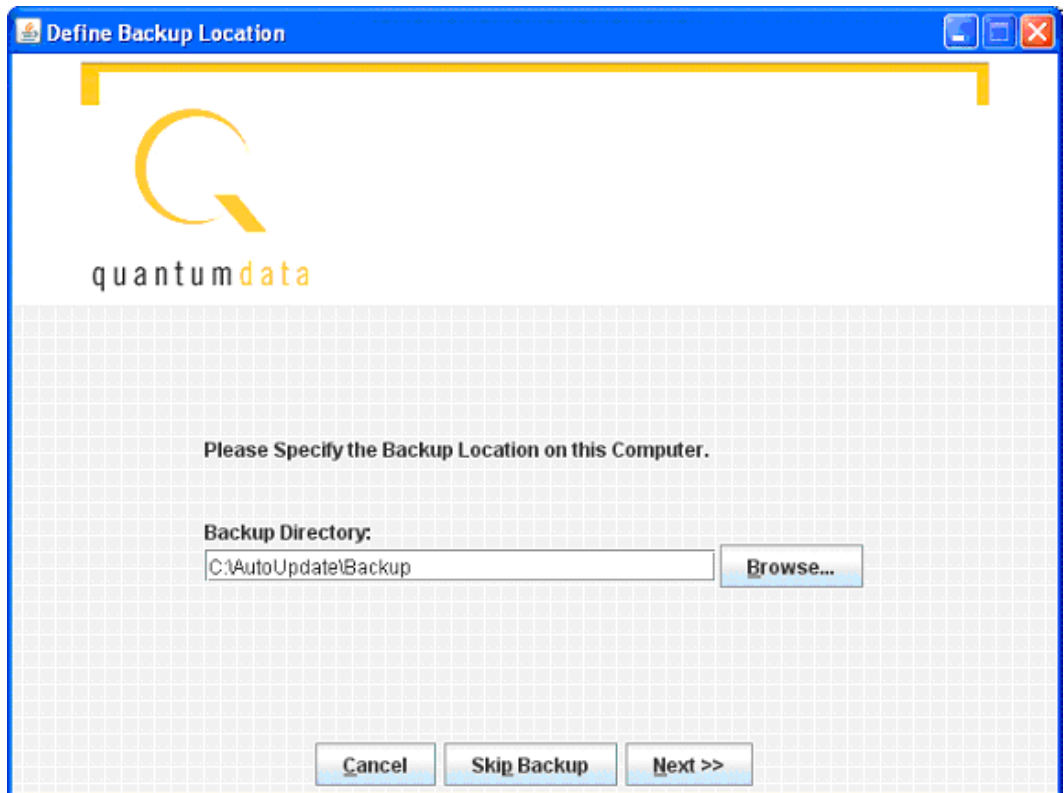 Define Backup Location
quantumdata
Please Specify the Backup Location on this Computer.
Backup Directory:
C:\AutoUpdate\Backup
Browse...
Cancel
Skip Backup
Next >>